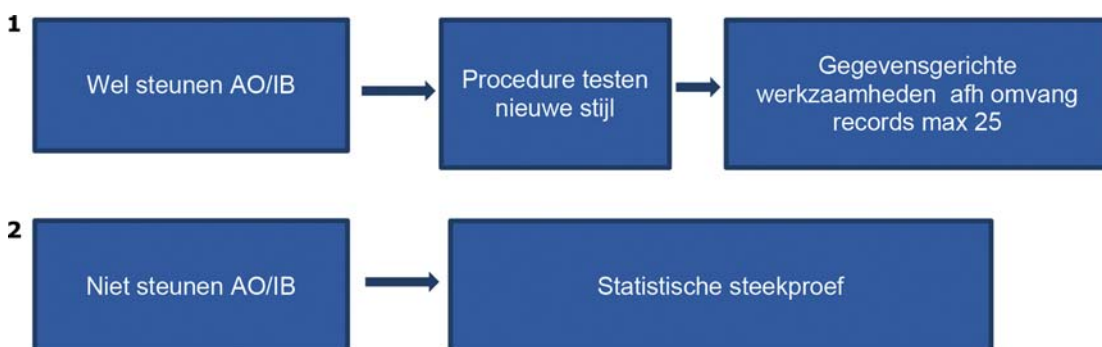 1
Wel steunen AO/IB
Procedure testen
nieuwe stijl
Gegevensgerichte
werkzaamheden afh omvang
records max 25
2
Niet steunen AO/IB
Statistische steekproef